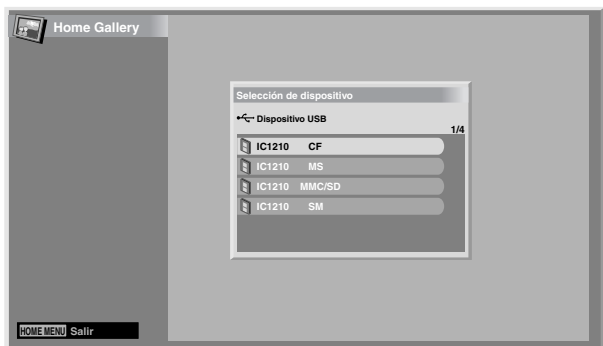 Home Gallery
Selección de dispositivo
Dispositivo USB
1/4
IC1210 CF
IC1210 MS
IC1210 MMC/SD
IC1210 SM
HOME MENU Salir